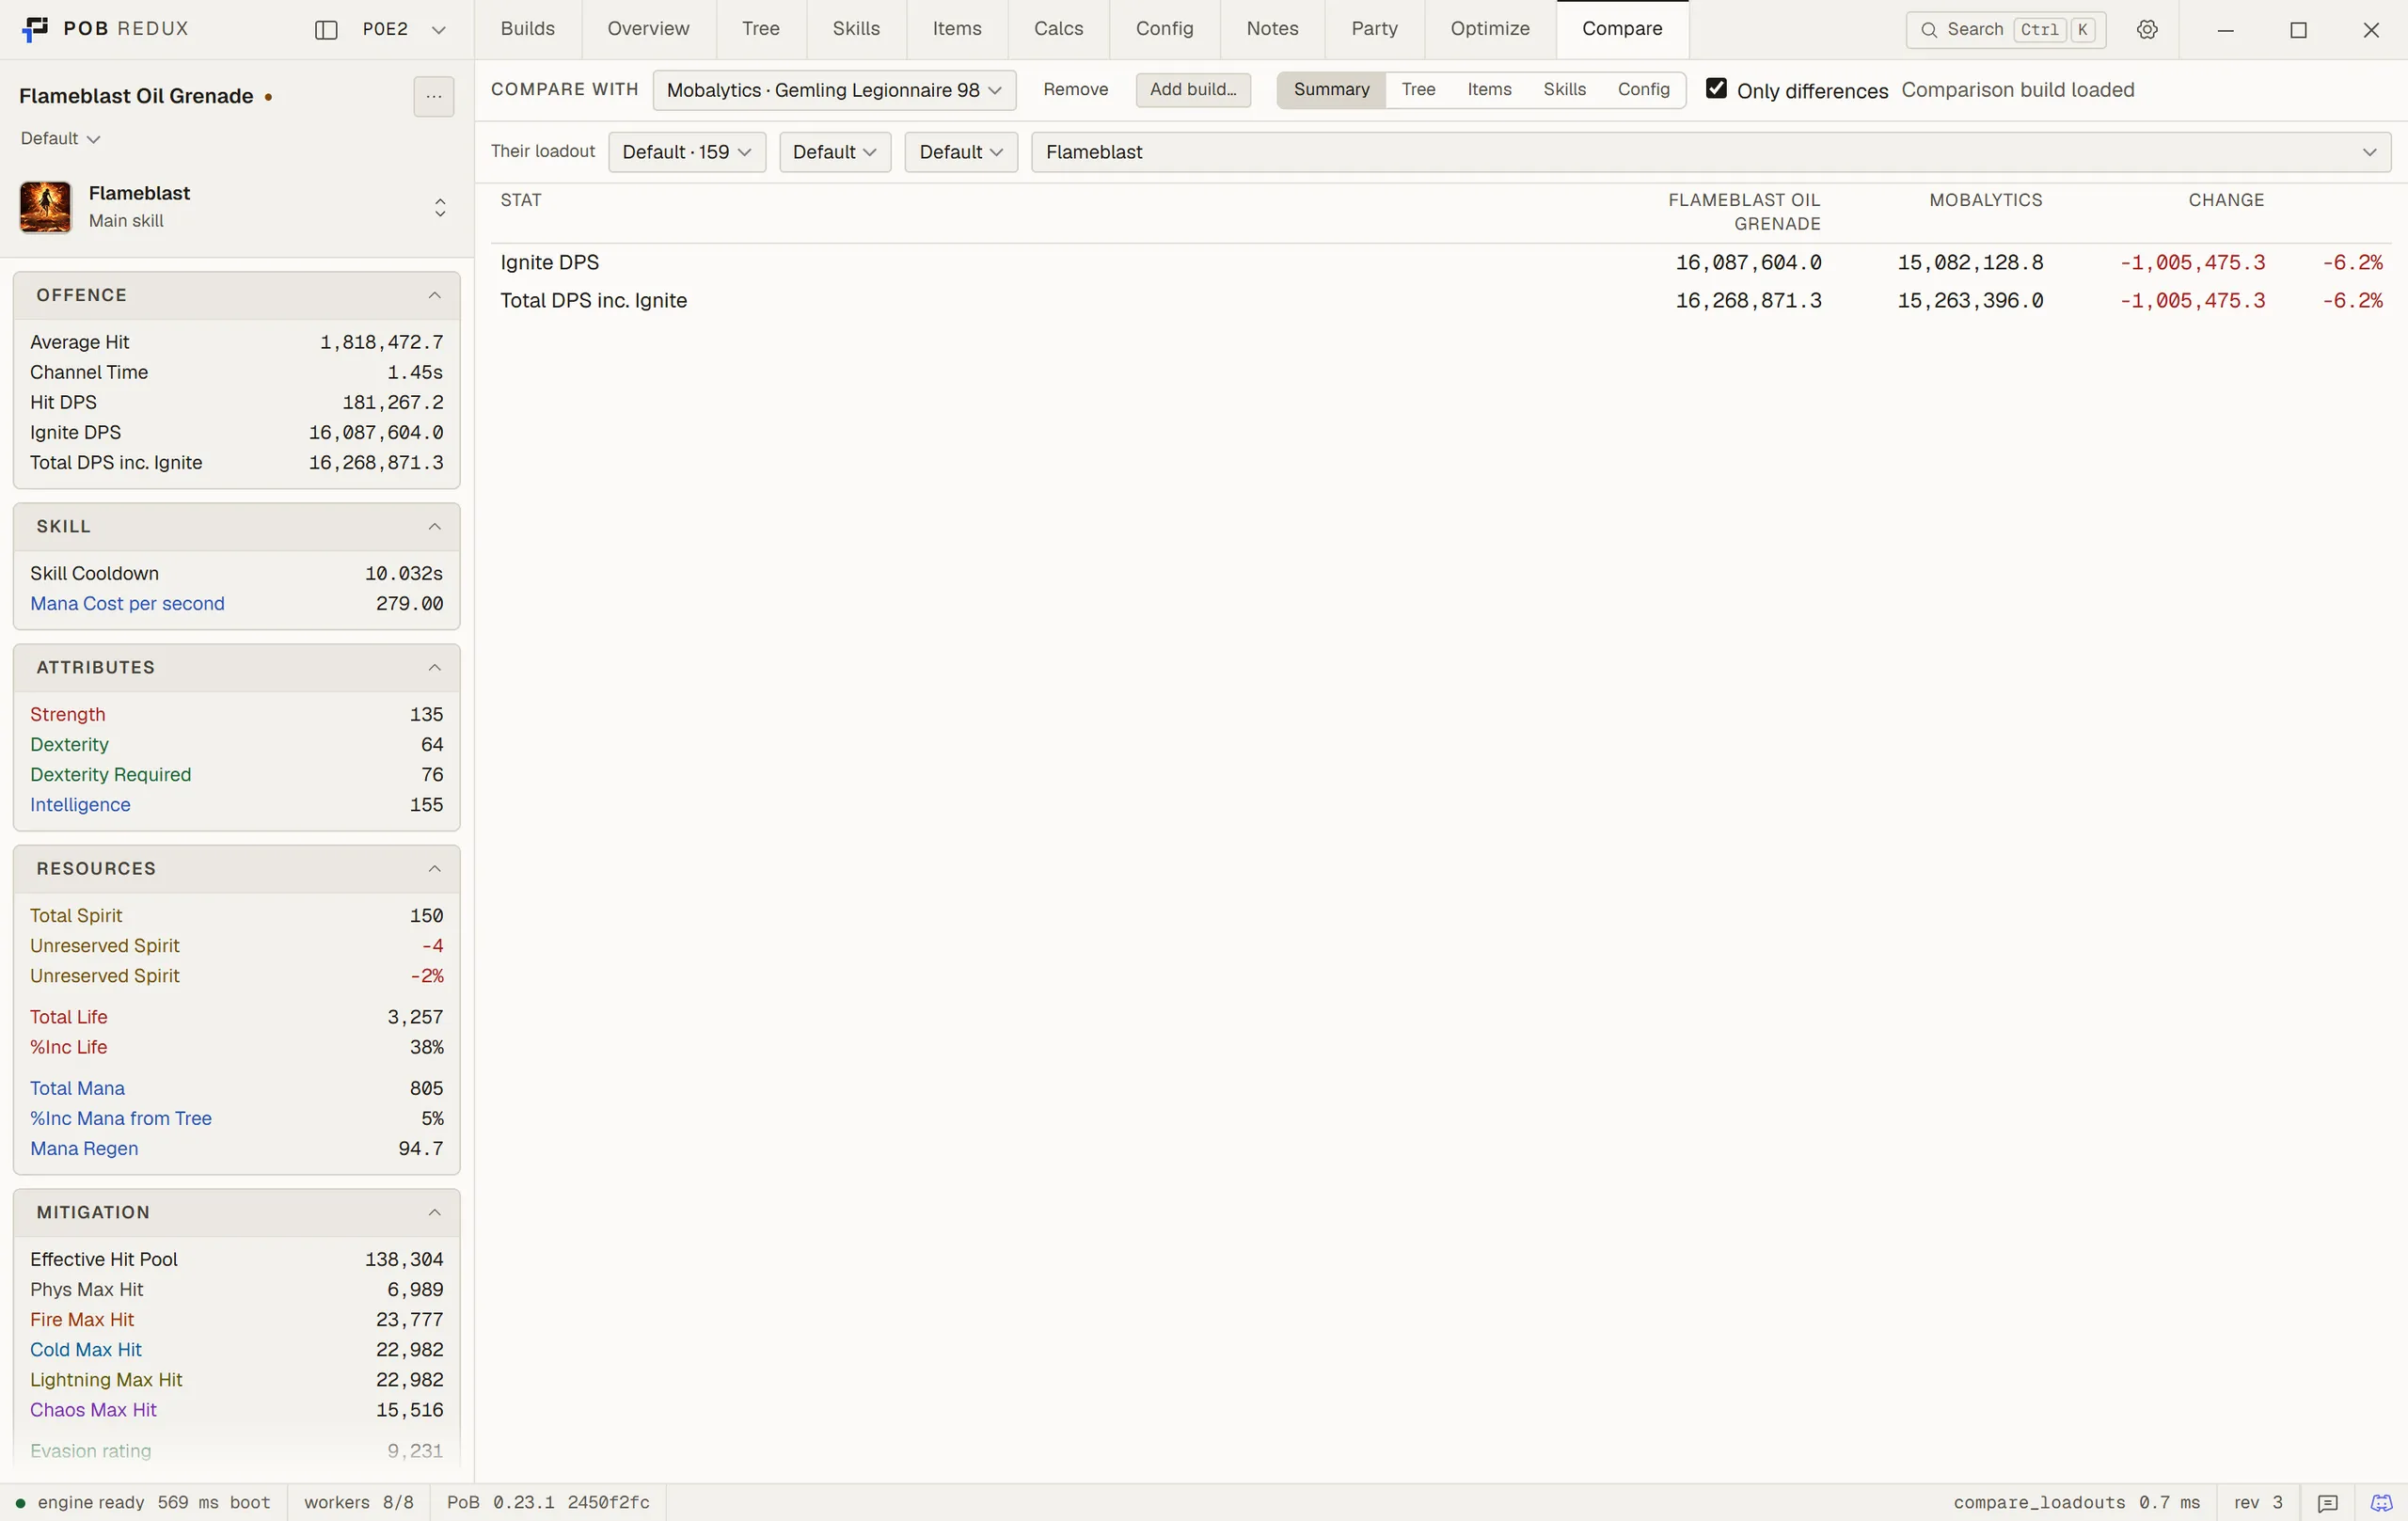 POB REDUX
POE2
Builds
Overview
Tree
Skills
Items
Calcs
Config
Notes
Party
Optimize
Compare
Search Ctrl K
Flameblast Oil Grenade
...
Default
Flameblast
Main skill
COMPARE WITH
Mobalytics · Gemling Legionnaire 98
Remove
Add build...
Summary
Tree
Items
Skills
Config
Only differences
Comparison build loaded
Their loadout
Default · 159
Default
Default
Flameblast
STAT
FLAMEBLAST OIL
GRENADE
MOBALYTICS
CHANGE
Ignite DPS 16,087,604.0 15,082,128.8 -1,005,475.3 -6.2%
Total DPS inc. Ignite 16,268,871.3 15,263,396.0 -1,005,475.3 -6.2%
OFFENCE
Average Hit 1,818,472.7
Channel Time 1.45s
Hit DPS 181,267.2
Ignite DPS 16,087,604.0
Total DPS inc. Ignite 16,268,871.3
SKILL
Skill Cooldown 10.032s
Mana Cost per second 279.00
ATTRIBUTES
Strength 135
Dexterity 64
Dexterity Required 76
Intelligence 155
RESOURCES
Total Spirit 150
Unreserved Spirit -4
Unreserved Spirit -2%
Total Life 3,257
%Inc Life 38%
Total Mana 805
%Inc Mana from Tree 5%
Mana Regen 94.7
MITIGATION
Effective Hit Pool 138,304
Phys Max Hit 6,989
Fire Max Hit 23,777
Cold Max Hit 22,982
Lightning Max Hit 22,982
Chaos Max Hit 15,516
Evasion rating 9,231
engine ready 569 ms boot
workers 8/8
PoB 0.23.1 2450f2fc
compare_loadouts 0.7 ms
rev 3